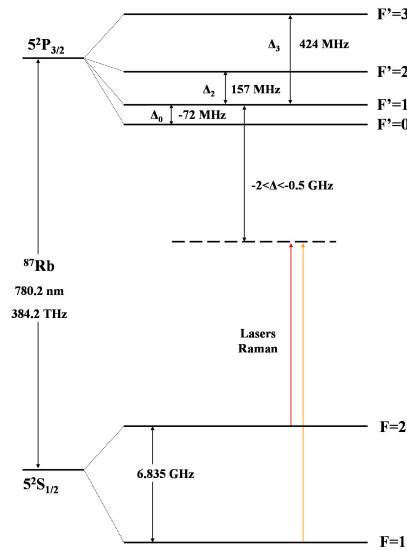 F'=3
5²P₃/₂
Δ₃ 424 MHz
F'=2
Δ₂ 157 MHz
F'=1
Δ₀ -72 MHz
F'=0
-2<Δ<-0.5 GHz
⁸⁷Rb
780.2 nm
384.2 THz
Lasers
Raman
F=2
6.835 GHz
5²S₁/₂
F=1